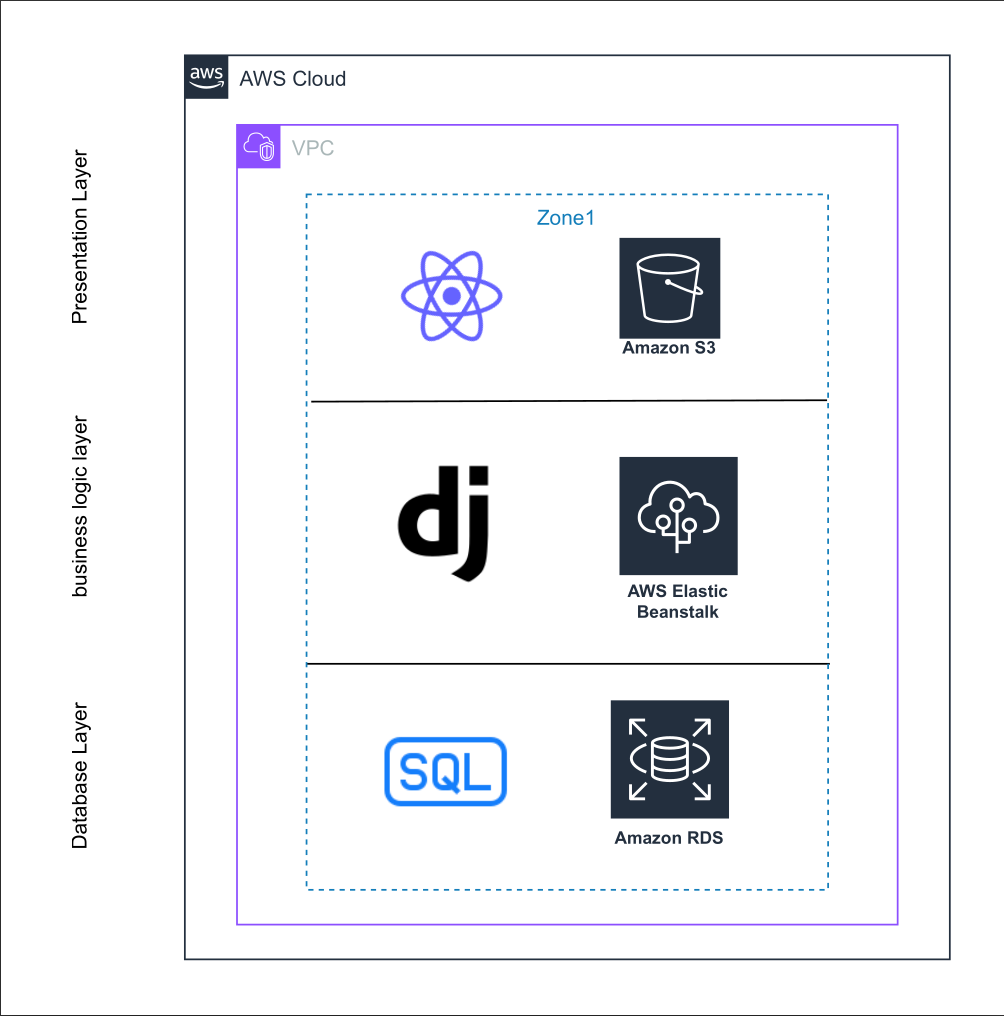 aws
AWS Cloud
VPC
Zone1
Presentation Layer
Amazon S3
business logic layer
dj
AWS Elastic
Beanstalk
Database Layer
SQL
Amazon RDS